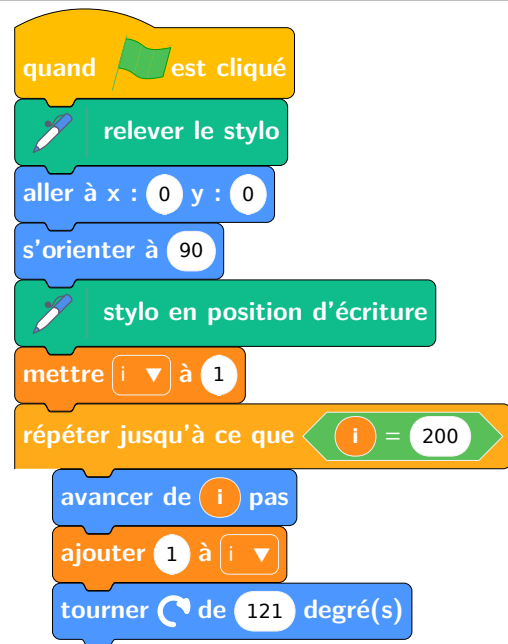 quand est cliqué
relever le stylo
aller à x : 0 y : 0
s'orienter à 90
stylo en position d'écriture
mettre i ▼ à 1
répéter jusqu'à ce que i = 200
avancer de i pas
ajouter 1 à i ▼
tourner de 121 degré(s)